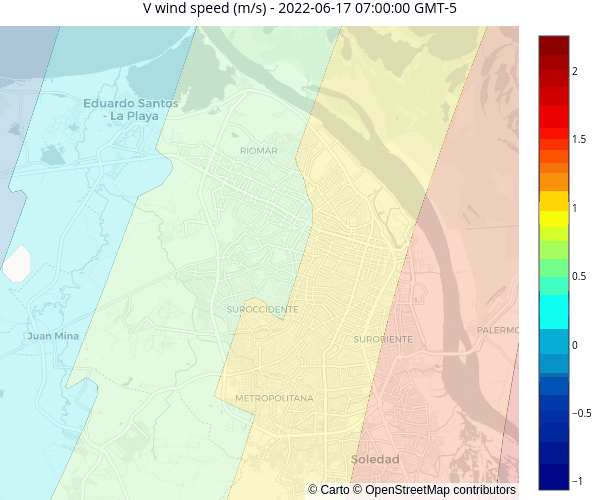 V wind speed (m/s) - 2022-06-17 07:00:00 GMT-5
2
Eduardo Santos
- La Playa
1.5
RIOMAR
1
0.5
SUROCCIDENTE
PALERMO
Juan Mina
SURORIENTE
0
METROPOLITANA
−0.5
Soledad
−1
© Carto © OpenStreetMap contributors